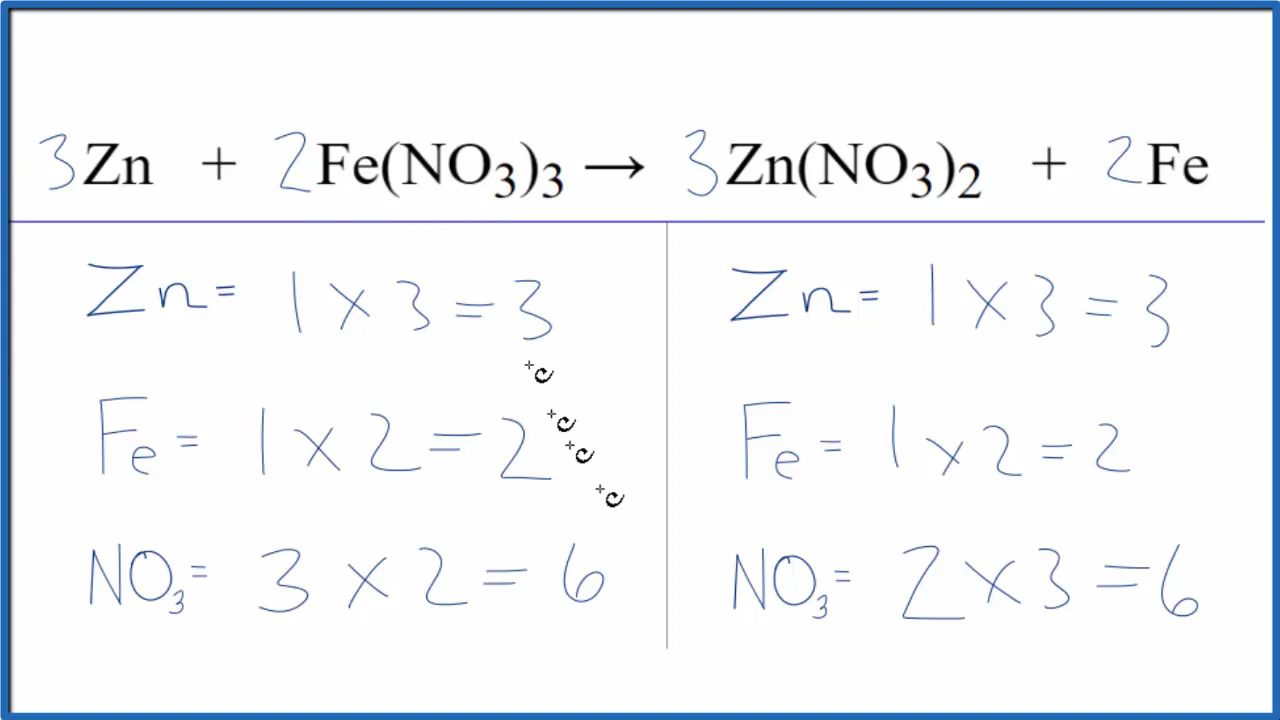 3Zn + 2Fe(NO₃)₃ → 3Zn(NO₃)₂ + 2Fe
Zn = 1 x 3 = 3
Fe = 1 x 2 = 2
NO₃ = 3 x 2 = 6
Zn = 1 x 3 = 3
Fe = 1 x 2 = 2
NO₃ = 2 x 3 = 6